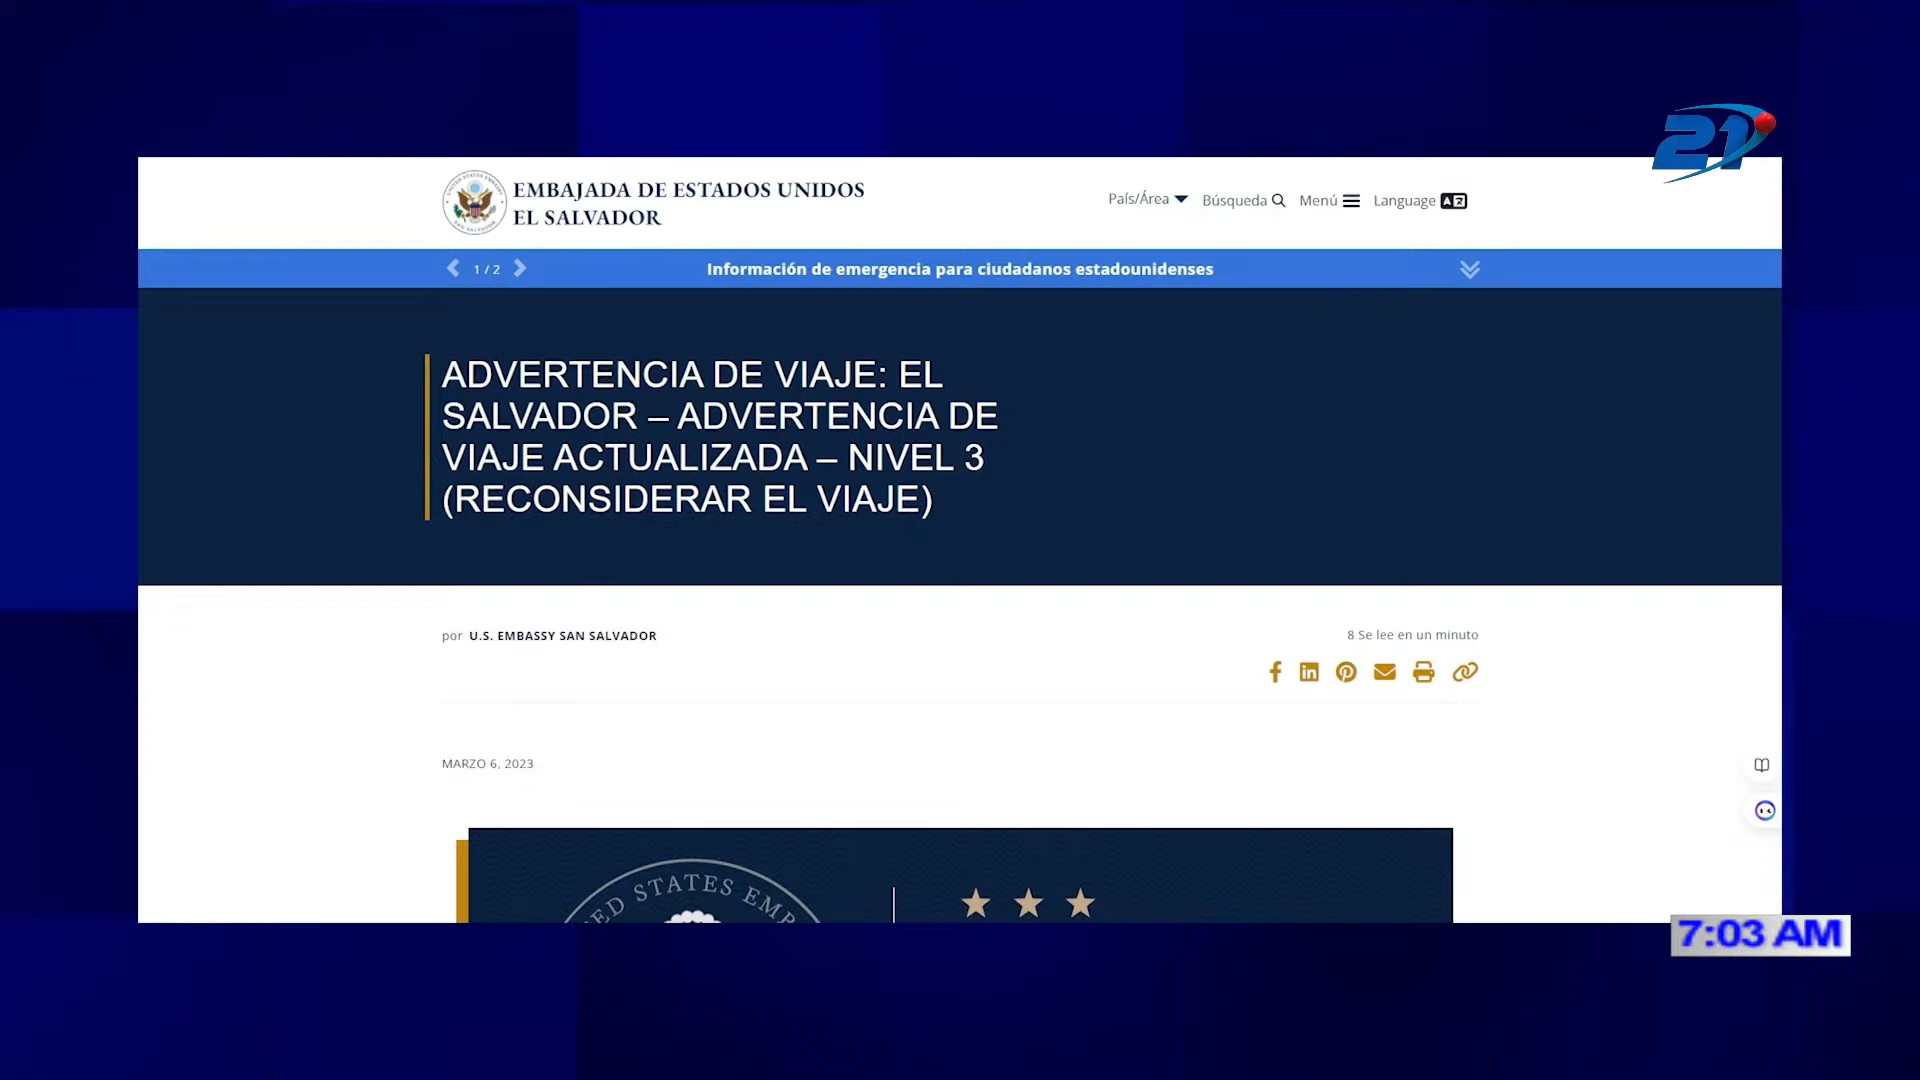 21
EMBAJADA DE ESTADOS UNIDOS
EL SALVADOR
País/Área
Búsqueda
Menú
Language
1 / 2
Información de emergencia para ciudadanos estadounidenses
ADVERTENCIA DE VIAJE: EL
SALVADOR – ADVERTENCIA DE
VIAJE ACTUALIZADA – NIVEL 3
(RECONSIDERAR EL VIAJE)
por U.S. EMBASSY SAN SALVADOR
8 Se lee en un minuto
MARZO 6, 2023
STATES
7:03 AM